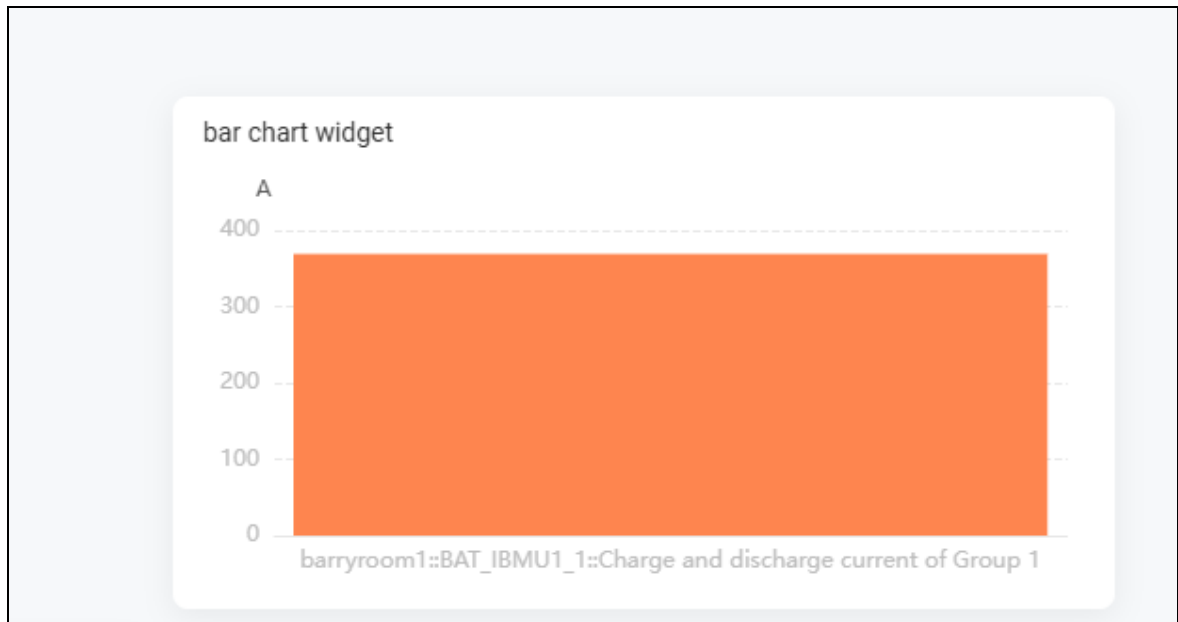 bar chart widget
A
400
300
200
100
0
barryroom1::BAT_IBMU1_1::Charge and discharge current of Group 1